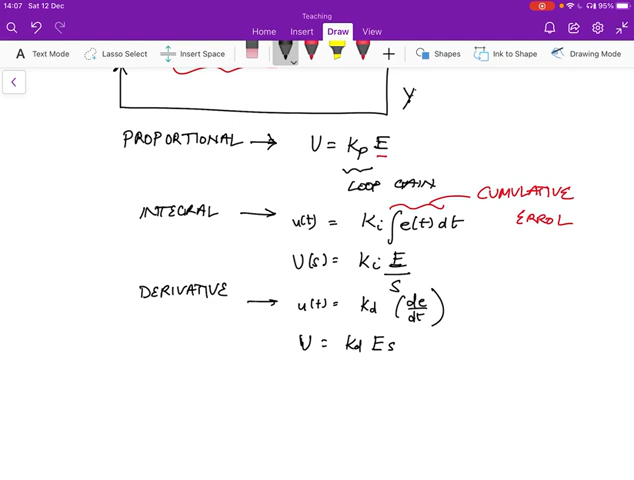 14:07 Sat 12 Dec
95%
Teaching
Home Insert Draw View
Text Mode Lasso Select Insert Space Shapes Ink to Shape Drawing Mode
Y
PROPORTIONAL → U = Kp E
LOOP GAIN
CUMULATIVE
ERROL
INTEGRAL → u(t) = Ki ∫e(t)dt
U(s) = Ki E/S
DERIVATIVE → u(t) = Kd (de/dt)
U = Kd Es